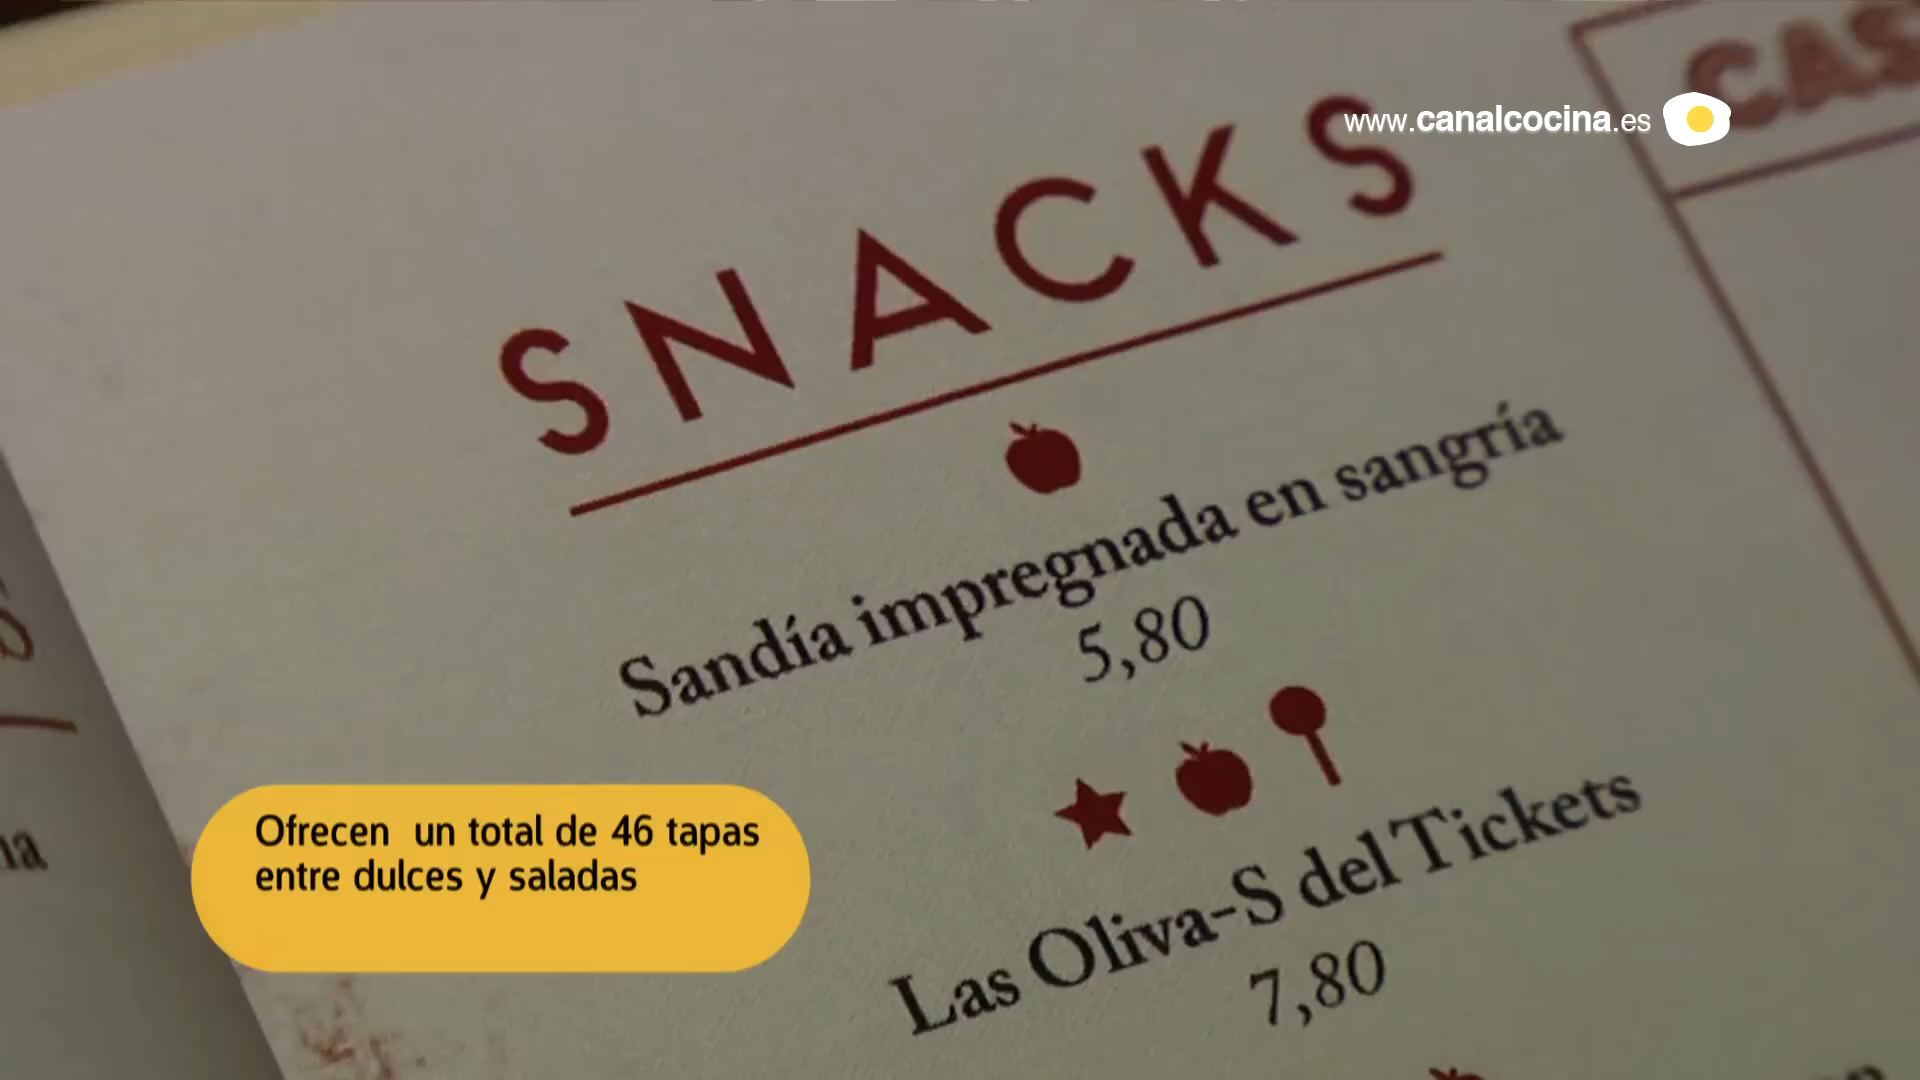 www.canalcocina.es
CAS
SNACKS
Sandía impregnada en sangría
5,80
Las Oliva-S del Tickets
7,80
Ofrecen un total de 46 tapas
entre dulces y saladas